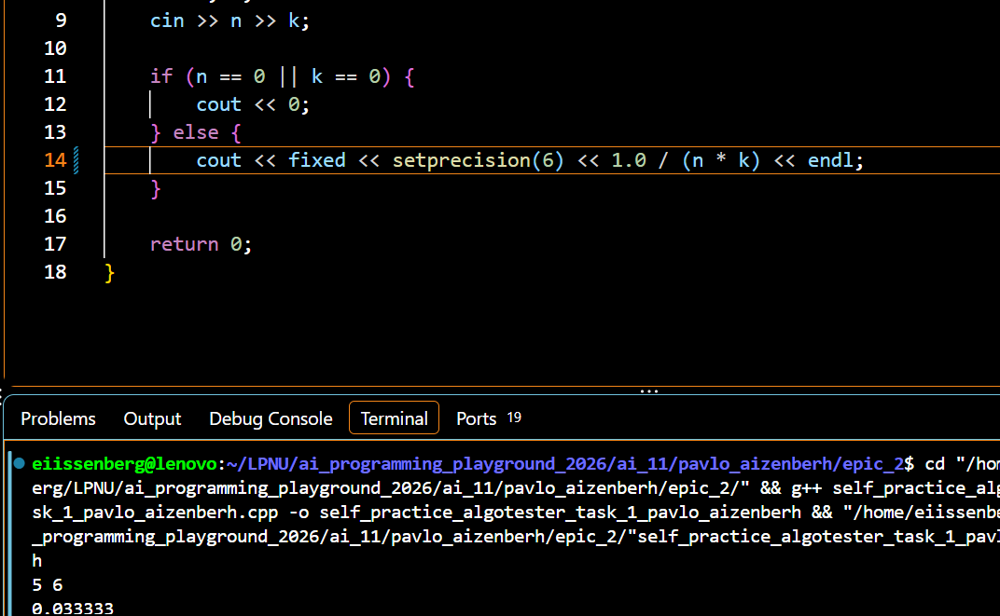 9 cin >> n >> k;
10
11 if (n == 0 || k == 0) {
12 cout << 0;
13 } else {
14 cout << fixed << setprecision(6) << 1.0 / (n * k) << endl;
15 }
16
17 return 0;
18 }
Problems Output Debug Console Terminal Ports 19
eiissenberg@lenovo:~/LPNU/ai_programming_playground_2026/ai_11/pavlo_aizenberh/epic_2$ cd "/hom
erg/LPNU/ai_programming_playground_2026/ai_11/pavlo_aizenberh/epic_2/" && g++ self_practice_alg
sk_1_pavlo_aizenberh.cpp -o self_practice_algotester_task_1_pavlo_aizenberh && "/home/eiissenbe
_programming_playground_2026/ai_11/pavlo_aizenberh/epic_2/"self_practice_algotester_task_1_pavl
h
5 6
0.033333